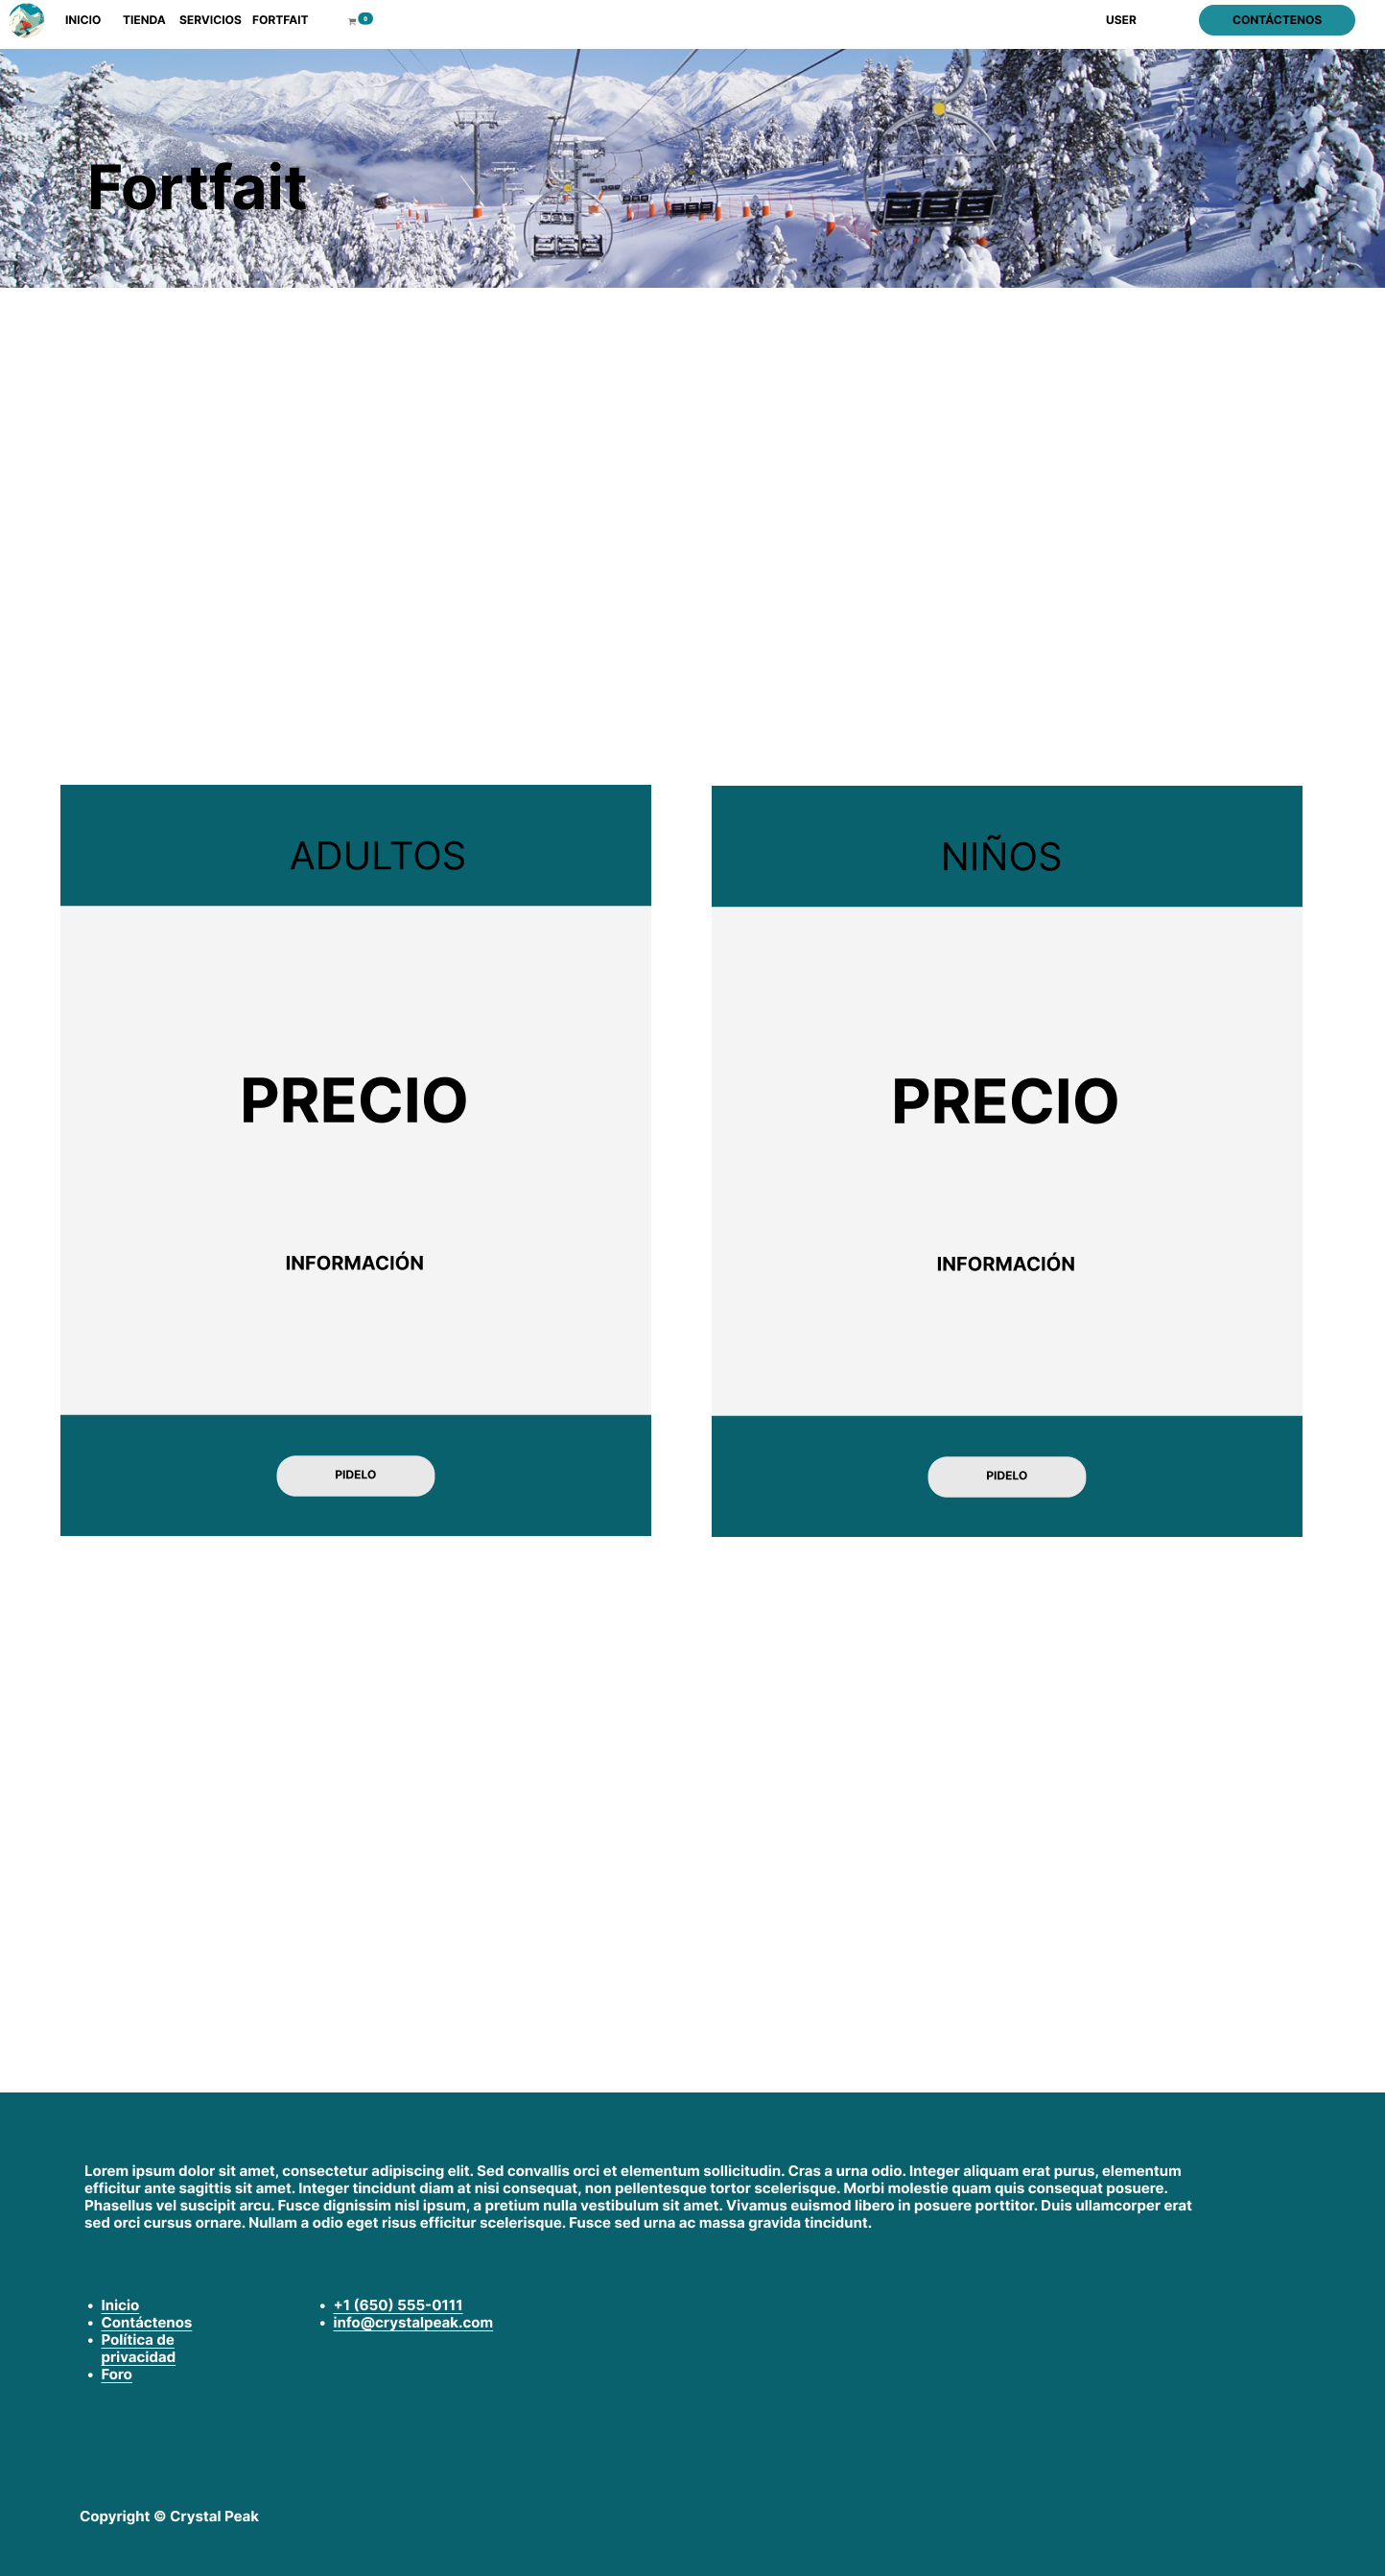 INICIO TIENDA SERVICIOS FORTFAIT 0 USER CONTÁCTENOS
Fortfait
ADULTOS
PRECIO
INFORMACIÓN
PIDELO
NIÑOS
PRECIO
INFORMACIÓN
PIDELO
Lorem ipsum dolor sit amet, consectetur adipiscing elit. Sed convallis orci et elementum sollicitudin. Cras a urna odio. Integer aliquam erat purus, elementum
efficitur ante sagittis sit amet. Integer tincidunt diam at nisi consequat, non pellentesque tortor scelerisque. Morbi molestie quam quis consequat posuere.
Phasellus vel suscipit arcu. Fusce dignissim nisl ipsum, a pretium nulla vestibulum sit amet. Vivamus euismod libero in posuere porttitor. Duis ullamcorper erat
sed orci cursus ornare. Nullam a odio eget risus efficitur scelerisque. Fusce sed urna ac massa gravida tincidunt.
• Inicio
• Contáctenos
• Política de
privacidad
• Foro
• +1 (650) 555-0111
• info@crystalpeak.com
Copyright © Crystal Peak